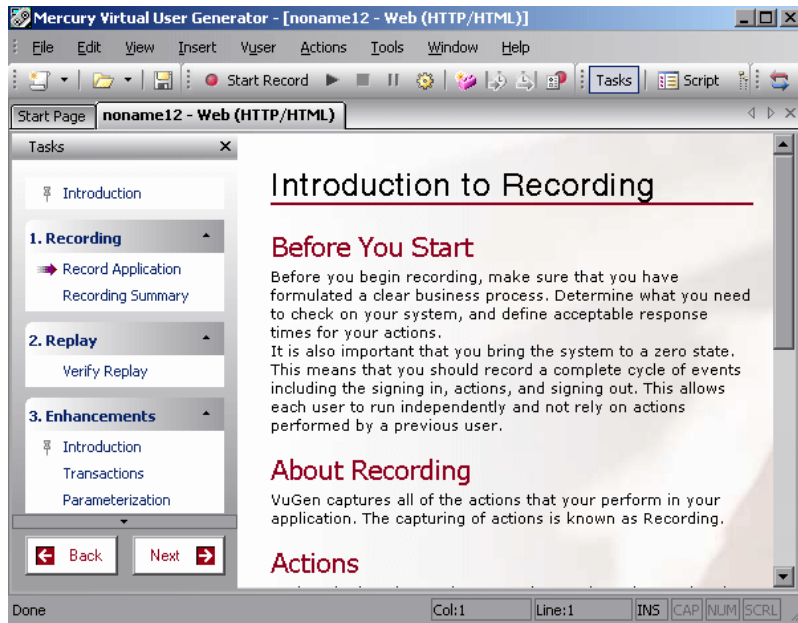 Mercury Virtual User Generator - [noname12 - Web (HTTP/HTML)]
File Edit View Insert Vuser Actions Tools Window Help
Start Record Tasks Script
Start Page noname12 - Web (HTTP/HTML)
Tasks
Introduction
1. Recording
Record Application
Recording Summary
2. Replay
Verify Replay
3. Enhancements
Introduction
Transactions
Parameterization
Back Next
Introduction to Recording
Before You Start
Before you begin recording, make sure that you have
formulated a clear business process. Determine what you need
to check on your system, and define acceptable response
times for your actions.
It is also important that you bring the system to a zero state.
This means that you should record a complete cycle of events
including the signing in, actions, and signing out. This allows
each user to run independently and not rely on actions
performed by a previous user.
About Recording
VuGen captures all of the actions that your perform in your
application. The capturing of actions is known as Recording.
Actions
Done Col:1 Line:1 INS CAP NUM SCRL